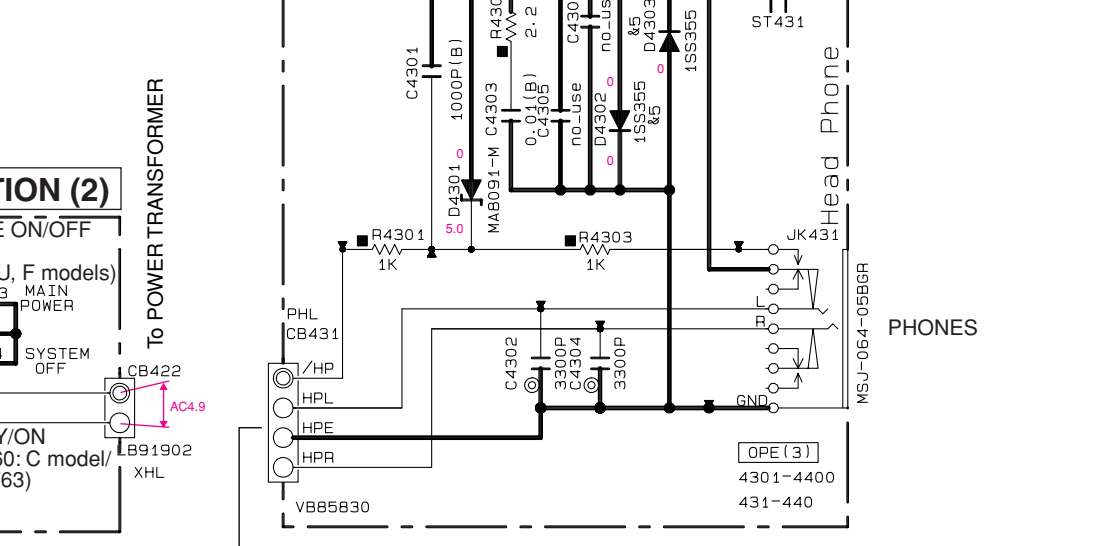 ST431
&5
D4303
1SS355
0
no-us
C430
R430
2.2
C4301
1000P(B)
C4303
0.01(B)
C4305
no-use
0
D4302
1SS355
&5
0
0
D4301
MA8091-M
5.0
Head Phone
TION (2)
E ON/OFF
U, F models)
3 MAIN
POWER
SYSTEM
OFF
To POWER TRANSFORMER
CB422
AC4.9
Y/ON
60: C model/
763)
LB91902
XHL
R4301
1K
R4303
1K
JK431
L
R
GND
MSJ-064-05BGR
PHONES
PHL
CB431
/HP
HPL
HPE
HPR
VB85830
C4302
3300P
C4304
3300P
OPE(3)
4301-4400
431-440